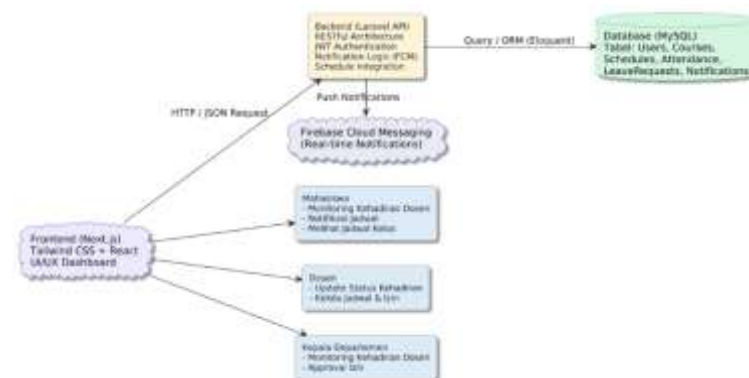 Backend (Laravel API)
RESTful Architecture
JWT Authentication
Notification Logic (FCM)
Schedule Integration
Query / ORM (Eloquent)
Database (MySQL)
Tabel: Users, Courses,
Schedules, Attendance,
LeaveRequests, Notifications
HTTP / JSON Request
Push Notifications
Firebase Cloud Messaging
(Real-time Notifications)
Frontend (Next.js)
Tailwind CSS + React
UI/UX Dashboard
Mahasiswa
- Monitoring Kehadiran Dosen
- Notifikasi Jadwal
- Melihat Jadwal Kelas
Dosen
- Update Status Kehadiran
- Kelola Jadwal & Izin
Kepala Departemen
- Monitoring Kehadiran Dosen
- Approval Izin